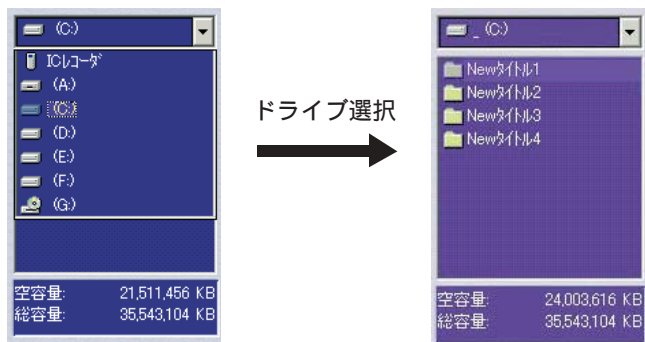 (C:)
ICレコーダ
(A:)
(C:)
(D:)
(E:)
(F:)
(G:)
空容量: 21,511,456 KB
総容量: 35,543,104 KB
ドライブ選択
_ (C:)
Newタイトル1
Newタイトル2
Newタイトル3
Newタイトル4
空容量: 24,003,616 KB
総容量: 35,543,104 KB